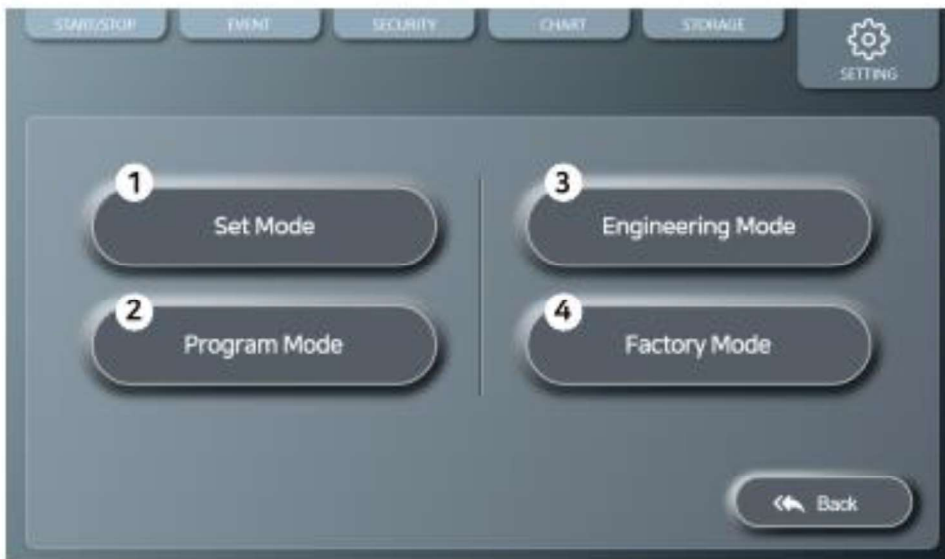 START/STOP EVENT SECURITY CHART STORAGE
SETTING
1
Set Mode
2
Program Mode
3
Engineering Mode
4
Factory Mode
Back